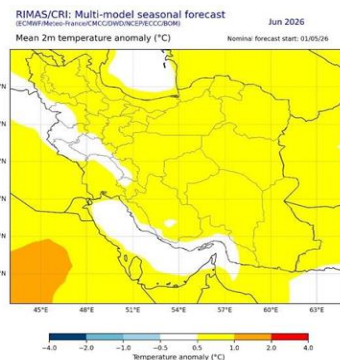 RIMAS/CRI: Multi-model seasonal forecast
(ECMWF/Meteo-France/CMCC/DWD/NCEP/ECCC/BOM)
Jun 2026
Mean 2m temperature anomaly (°C)
Nominal forecast start: 01/05/26
45°E 48°E 51°E 54°E 57°E 60°E 63°E
-4.0 -2.0 -1.0 -0.5 0.5 1.0 2.0 4.0
Temperature anomaly (°C)